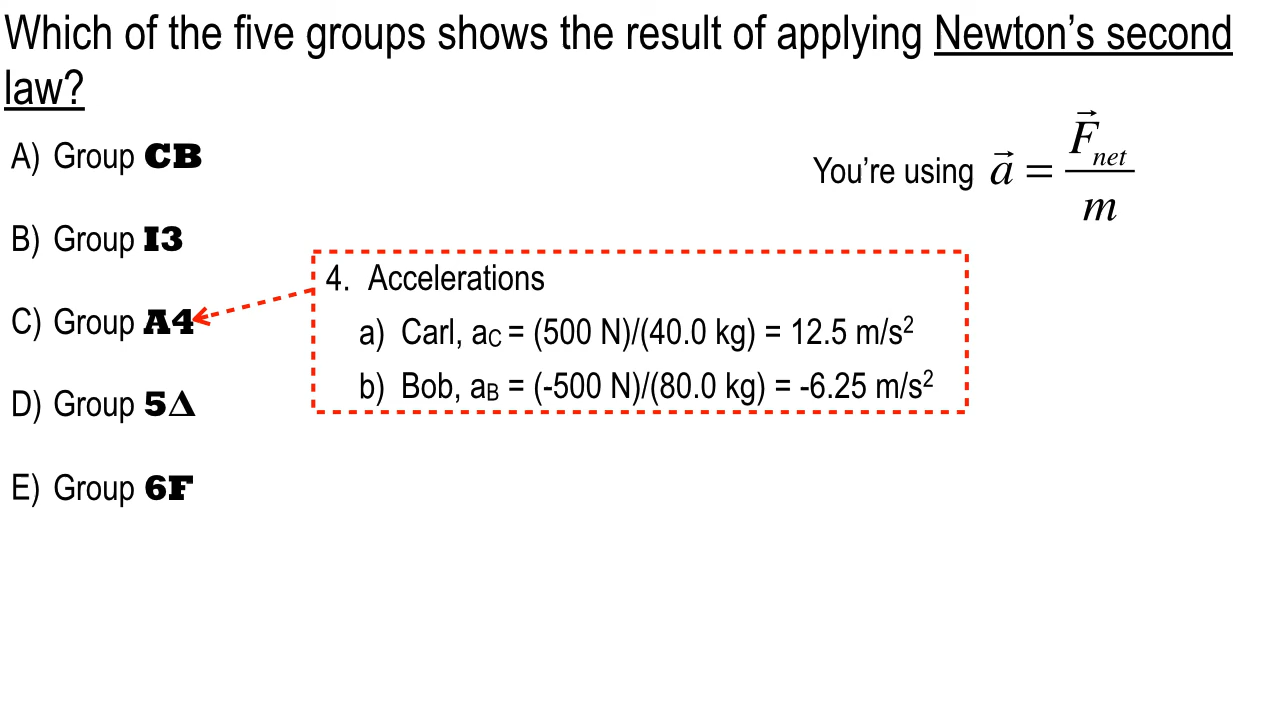 Which of the five groups shows the result of applying Newton’s second
law?
A) Group CB
You’re using a⃗ = F⃗net / m
B) Group I3
4. Accelerations
C) Group A4
a) Carl, aC = (500 N)/(40.0 kg) = 12.5 m/s²
b) Bob, aB = (-500 N)/(80.0 kg) = -6.25 m/s²
D) Group 5Δ
E) Group 6F